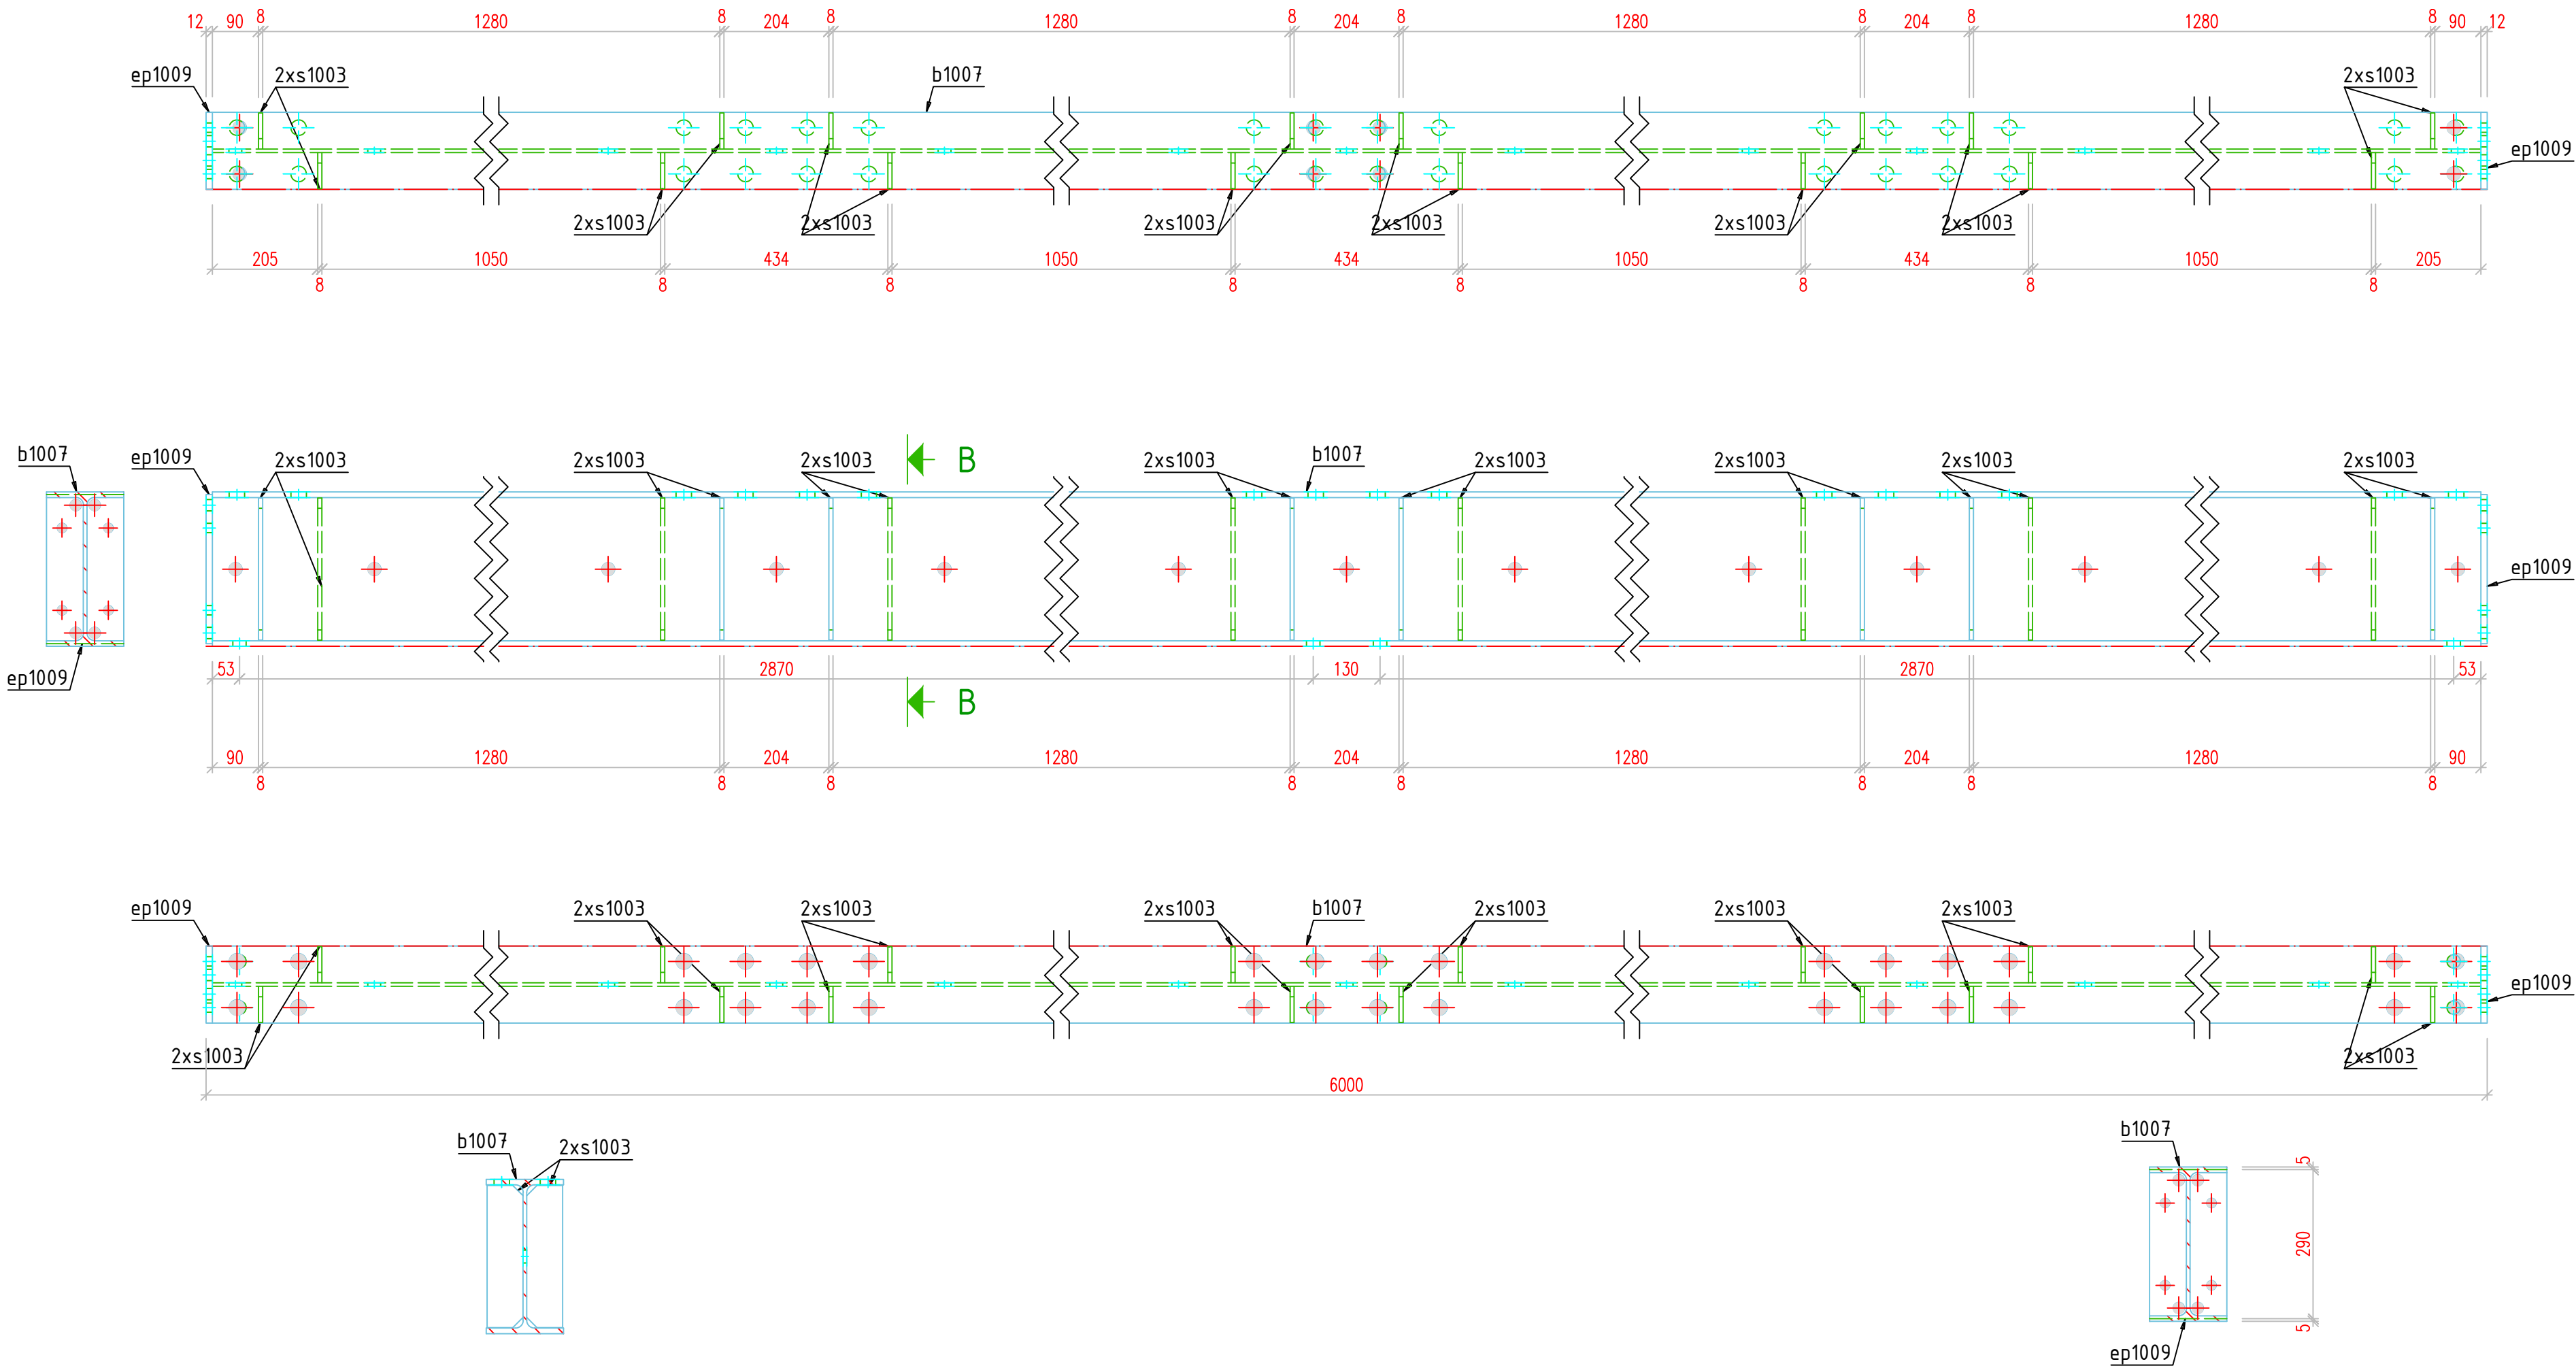 12 90 8 1280 8 204 8 1280 8 204 8 1280 8 204 8 1280 8 90 12
ep1009 2xs1003 b1007 2xs1003
ep1009
2xs1003 2xs1003 2xs1003 2xs1003 2xs1003 2xs1003
205 1050 434 1050 434 1050 434 1050 205
8 8 8 8 8 8 8 8
b1007 ep1009 2xs1003 2xs1003 2xs1003 B 2xs1003 b1007 2xs1003 2xs1003 2xs1003 2xs1003
ep1009
ep1009
53 2870 130 2870 53
B
90 1280 204 1280 204 1280 204 1280 90
8 8 8 8 8 8 8 8
ep1009 2xs1003 2xs1003 2xs1003 b1007 2xs1003 2xs1003 2xs1003
ep1009
2xs1003 2xs1003
6000
b1007 2xs1003 b1007
5
290
5
ep1009